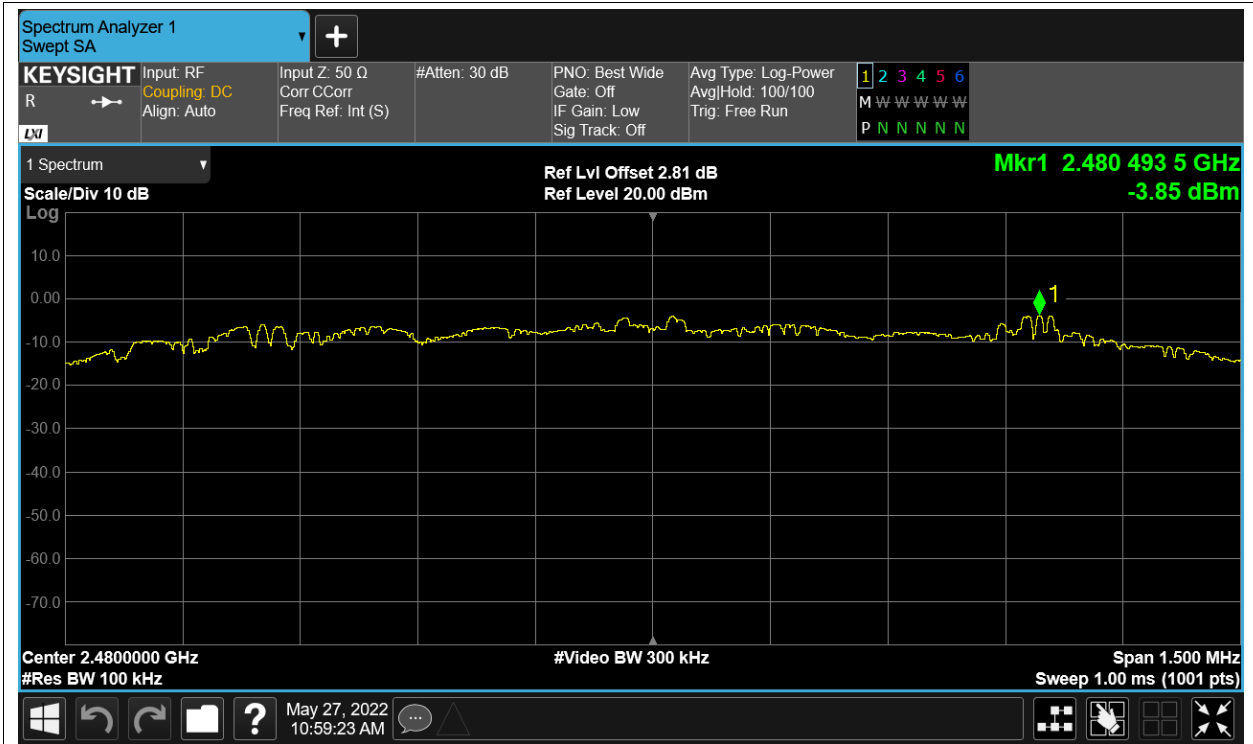 Spectrum Analyzer 1
Swept SA
KEYSIGHT
R
LXI
Input: RF
Coupling: DC
Align: Auto
Input Z: 50 Ω
Corr CCorr
Freq Ref: Int (S)
#Atten: 30 dB
PNO: Best Wide
Gate: Off
IF Gain: Low
Sig Track: Off
Avg Type: Log-Power
Avg|Hold: 100/100
Trig: Free Run
1 2 3 4 5 6
M W W W W W
P N N N N N
1 Spectrum
Scale/Div 10 dB
Log
Ref Lvl Offset 2.81 dB
Ref Level 20.00 dBm
Mkr1 2.480 493 5 GHz
-3.85 dBm
10.0
0.00
1
-10.0
-20.0
-30.0
-40.0
-50.0
-60.0
-70.0
Center 2.4800000 GHz
#Video BW 300 kHz
Span 1.500 MHz
#Res BW 100 kHz
Sweep 1.00 ms (1001 pts)
?
May 27, 2022
10:59:23 AM